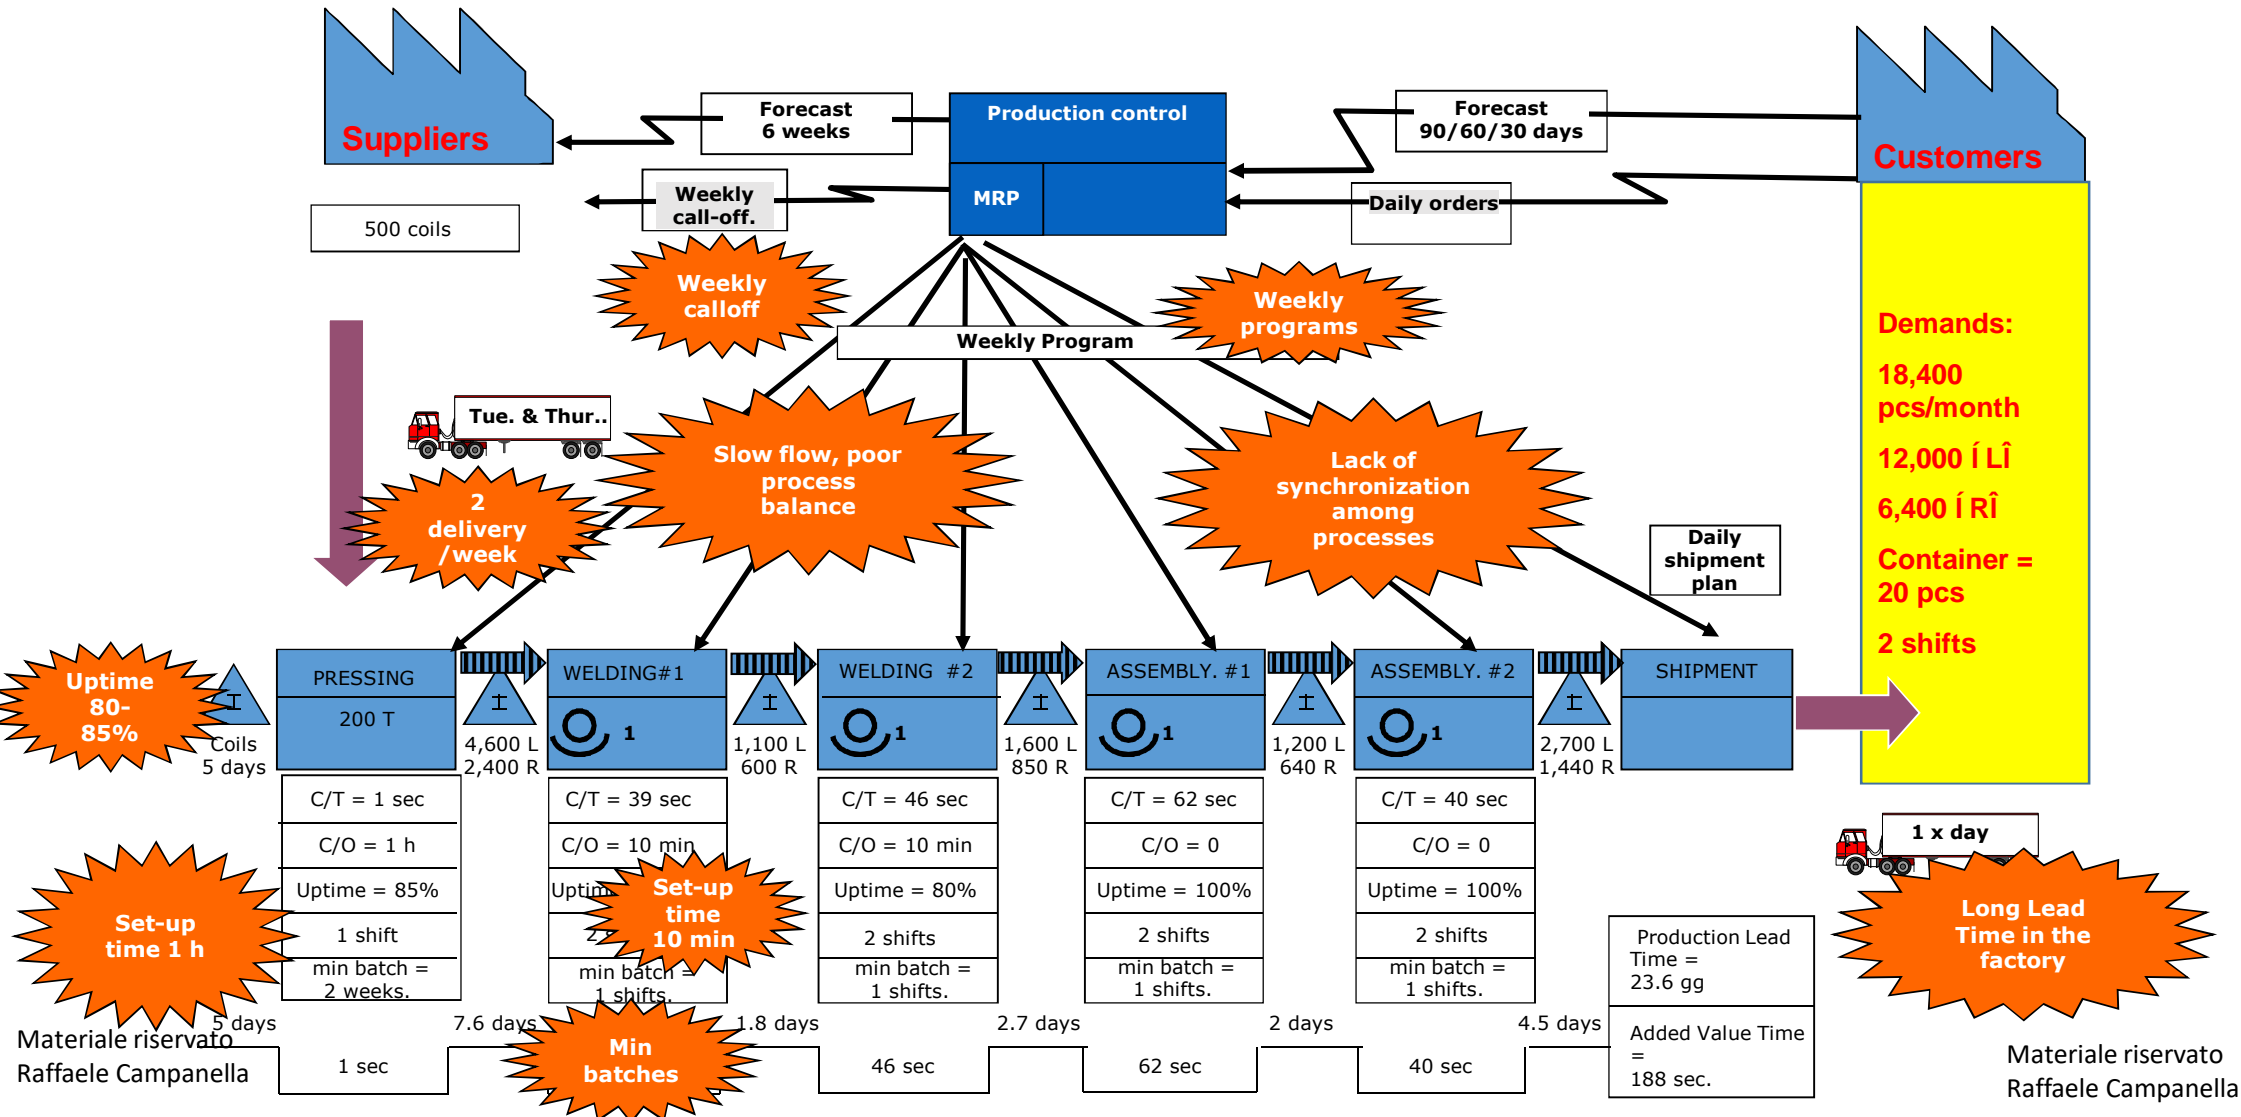 Suppliers
500 coils
Forecast
6 weeks
Weekly
call-off.
Production control
MRP
Forecast
90/60/30 days
Daily orders
Customers
Weekly
calloff
Weekly
programs
Weekly Program
Demands:
18,400
pcs/month
12,000 Í LÎ
6,400 Í RÎ
Container =
20 pcs
2 shifts
Tue. & Thur..
2
delivery
/week
Slow flow, poor
process
balance
Lack of
synchronization
among
processes
Daily
shipment
plan
Uptime
80-
85%
I
Coils
5 days
PRESSING
200 T
I
4,600 L
2,400 R
WELDING#1
1
I
1,100 L
600 R
WELDING #2
1
I
1,600 L
850 R
ASSEMBLY. #1
1
I
1,200 L
640 R
ASSEMBLY. #2
1
I
2,700 L
1,440 R
SHIPMENT
C/T = 1 sec
C/O = 1 h
Uptime = 85%
1 shift
min batch =
2 weeks.
C/T = 39 sec
C/O = 10 min
min batch =
1 shifts.
C/T = 46 sec
C/O = 10 min
Uptime = 80%
2 shifts
min batch =
1 shifts.
C/T = 62 sec
C/O = 0
Uptime = 100%
2 shifts
min batch =
1 shifts.
C/T = 40 sec
C/O = 0
Uptime = 100%
2 shifts
min batch =
1 shifts.
Set-up
time 1 h
Set-up
time
10 min
Min
batches
1 x day
Long Lead
Time in the
factory
Production Lead
Time =
23.6 gg
Added Value Time
=
188 sec.
5 days
1 sec
7.6 days
1.8 days
46 sec
2.7 days
62 sec
2 days
40 sec
4.5 days
Materiale riservato
Raffaele Campanella
Materiale riservato
Raffaele Campanella